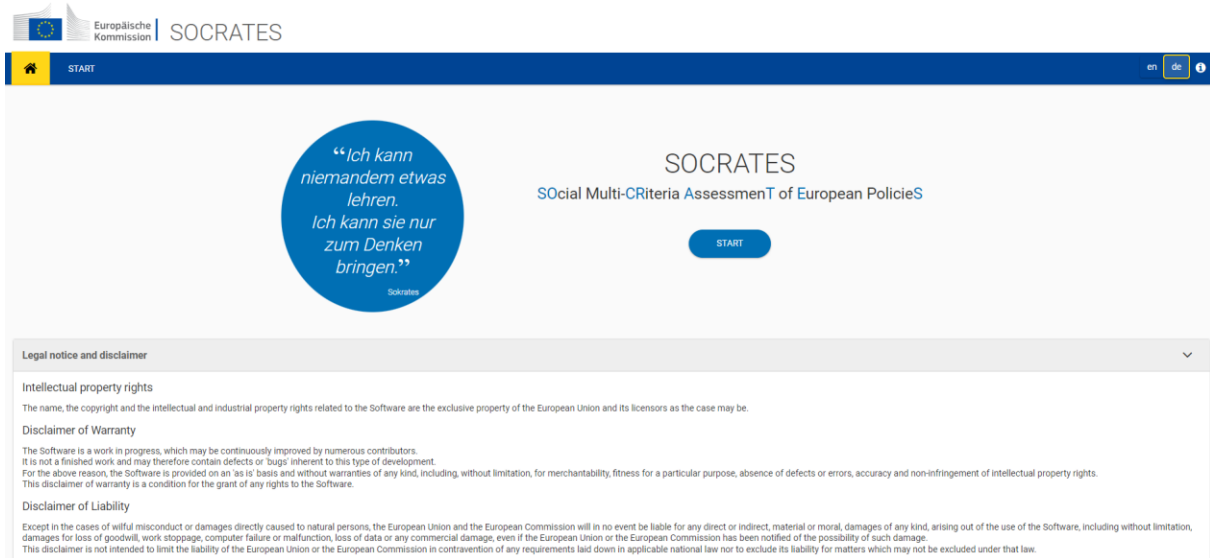 Europäische
Kommission
SOCRATES
START
en
de
“Ich kann
niemandem etwas
lehren.
Ich kann sie nur
zum Denken
bringen.”
Sokrates
SOCRATES
SOcial Multi-CRiteria AssessmenT of European PolicieS
START
Legal notice and disclaimer
Intellectual property rights
The name, the copyright and the intellectual and industrial property rights related to the Software are the exclusive property of the European Union and its licensors as the case may be.
Disclaimer of Warranty
The Software is a work in progress, which may be continuously improved by numerous contributors.
It is not a finished work and may therefore contain defects or 'bugs' inherent to this type of development.
For the above reason, the Software is provided on an 'as is' basis and without warranties of any kind, including, without limitation, for merchantability, fitness for a particular purpose, absence of defects or errors, accuracy and non-infringement of intellectual property rights.
This disclaimer of warranty is a condition for the grant of any rights to the Software.
Disclaimer of Liability
Except in the cases of wilful misconduct or damages directly caused to natural persons, the European Union and the European Commission will in no event be liable for any direct or indirect, material or moral, damages of any kind, arising out of the use of the Software, including without limitation,
damages for loss of goodwill, work stoppage, computer failure or malfunction, loss of data or any commercial damage, even if the European Union or the European Commission has been notified of the possibility of such damage.
This disclaimer is not intended to limit the liability of the European Union or the European Commission in contravention of any requirements laid down in applicable national law nor to exclude its liability for matters which may not be excluded under that law.